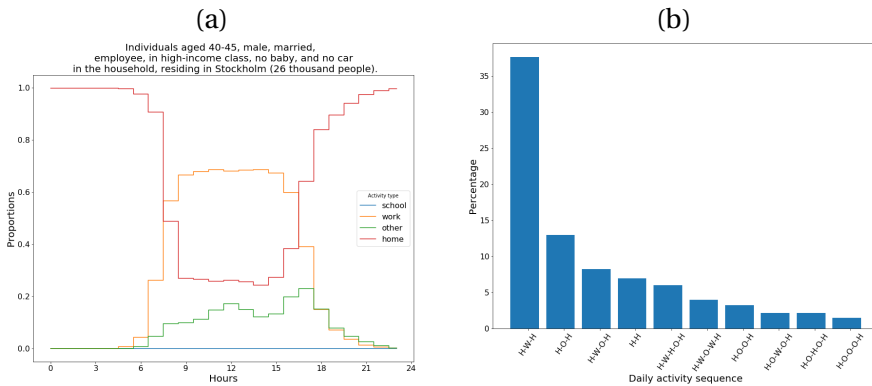 (a)
Individuals aged 40-45, male, married,
employee, in high-income class, no baby, and no car
in the household, residing in Stockholm (26 thousand people).
1.0
0.8
0.6
0.4
0.2
0.0
Proportions
Activity type
school
work
other
home
0
3
6
9
12
15
18
21
24
Hours
(b)
35
30
25
20
15
10
5
0
Percentage
H-W-H
H-O-H
H-W-O-H
H-H
H-W-H-O-H
H-W-O-W-H
H-O-O-H
H-O-W-O-H
H-O-H-O-H
H-O-O-O-H
Daily activity sequence